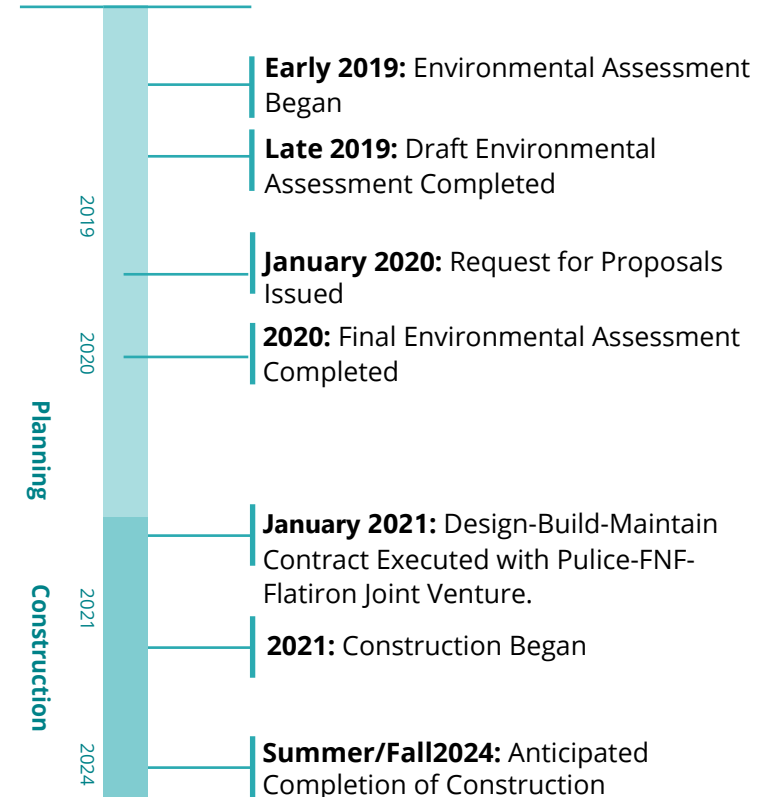 Early 2019: Environmental Assessment
Began
Late 2019: Draft Environmental
Assessment Completed
2019
January 2020: Request for Proposals
Issued
2020: Final Environmental Assessment
Completed
2020
Planning
January 2021: Design-Build-Maintain
Contract Executed with Pulice-FNF-
Flatiron Joint Venture.
2021
Construction
2021: Construction Began
Summer/Fall2024: Anticipated
Completion of Construction
2024